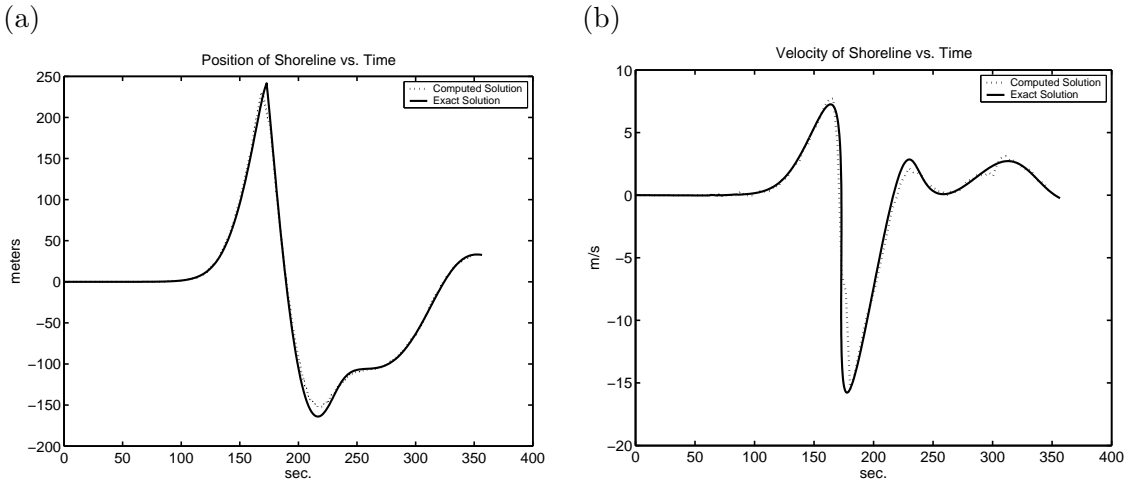 (a)
Position of Shoreline vs. Time
250
200
150
100
50
0
−50
−100
−150
−200
meters
0 50 100 150 200 250 300 350 400
sec.
Computed Solution
Exact Solution
(b)
Velocity of Shoreline vs. Time
10
5
0
−5
−10
−15
−20
m/s
0 50 100 150 200 250 300 350 400
sec.
Computed Solution
Exact Solution